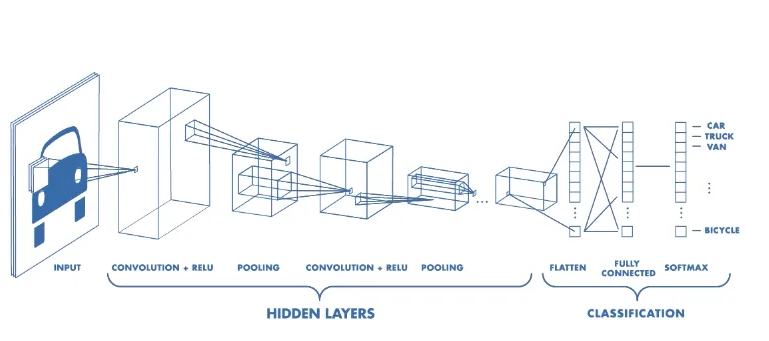 CAR
TRUCK
VAN
BICYCLE
INPUT
CONVOLUTION + RELU
POOLING
CONVOLUTION + RELU
POOLING
FLATTEN
FULLY
CONNECTED
SOFTMAX
HIDDEN LAYERS
CLASSIFICATION